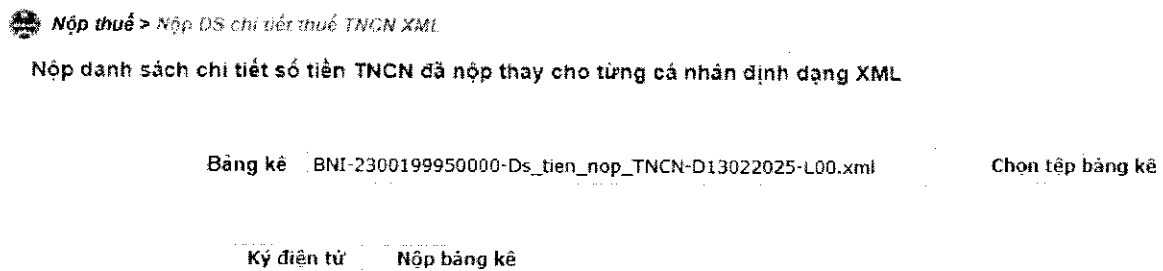 Nộp thuế > Nộp DS chi tiết thuế TNCN XML
Nộp danh sách chi tiết số tiền TNCN đã nộp thay cho từng cá nhân định dạng XML
Bảng kê BNI-2300199950000-Ds_tien_nop_TNCN-D13022025-L00.xml Chọn tệp bảng kê
Ký điện tử Nộp bảng kê